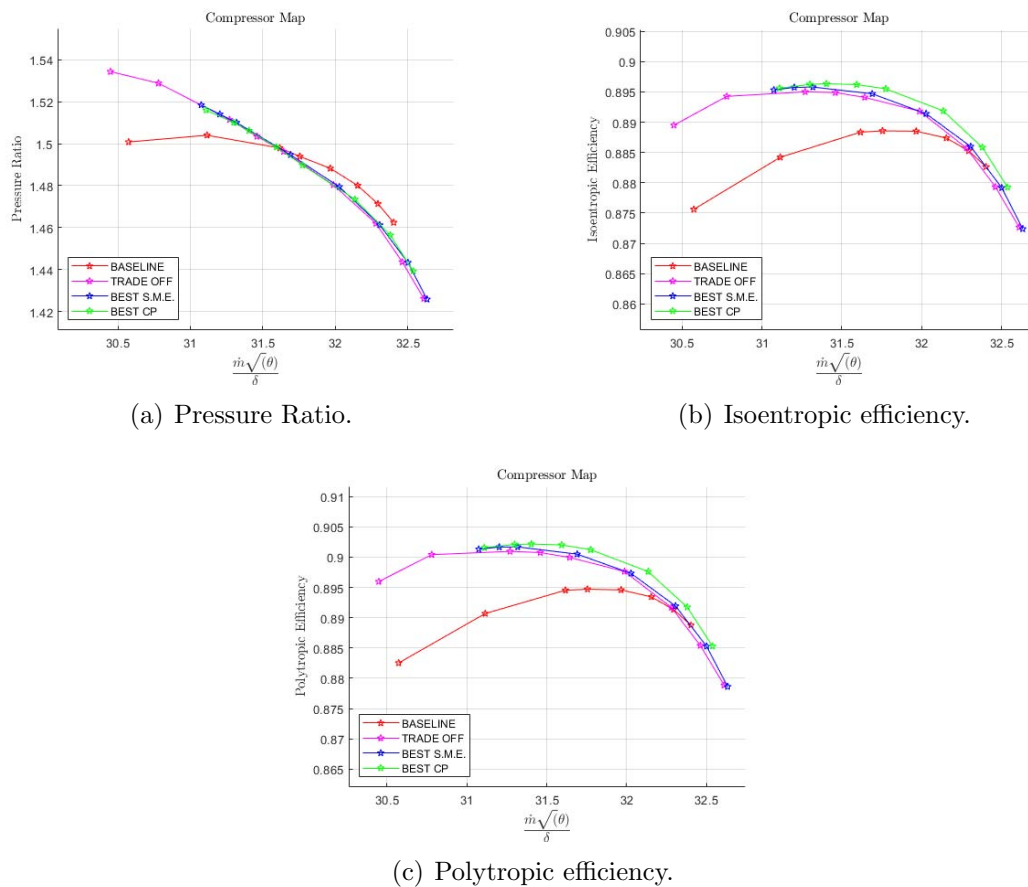 Compressor Map
1.54
1.52
1.5
1.48
1.46
1.44
1.42
Pressure Ratio
BASELINE
TRADE OFF
BEST S.M.E.
BEST CP
30.5 31 31.5 32 32.5
ṁ√(θ)
δ
(a) Pressure Ratio.
Compressor Map
0.905
0.9
0.895
0.89
0.885
0.88
0.875
0.87
0.865
0.86
Isoentropic Efficiency
BASELINE
TRADE OFF
BEST S.M.E.
BEST CP
30.5 31 31.5 32 32.5
ṁ√(θ)
δ
(b) Isoentropic efficiency.
Compressor Map
0.91
0.905
0.9
0.895
0.89
0.885
0.88
0.875
0.87
0.865
Polytropic Efficiency
BASELINE
TRADE OFF
BEST S.M.E.
BEST CP
30.5 31 31.5 32 32.5
ṁ√(θ)
δ
(c) Polytropic efficiency.